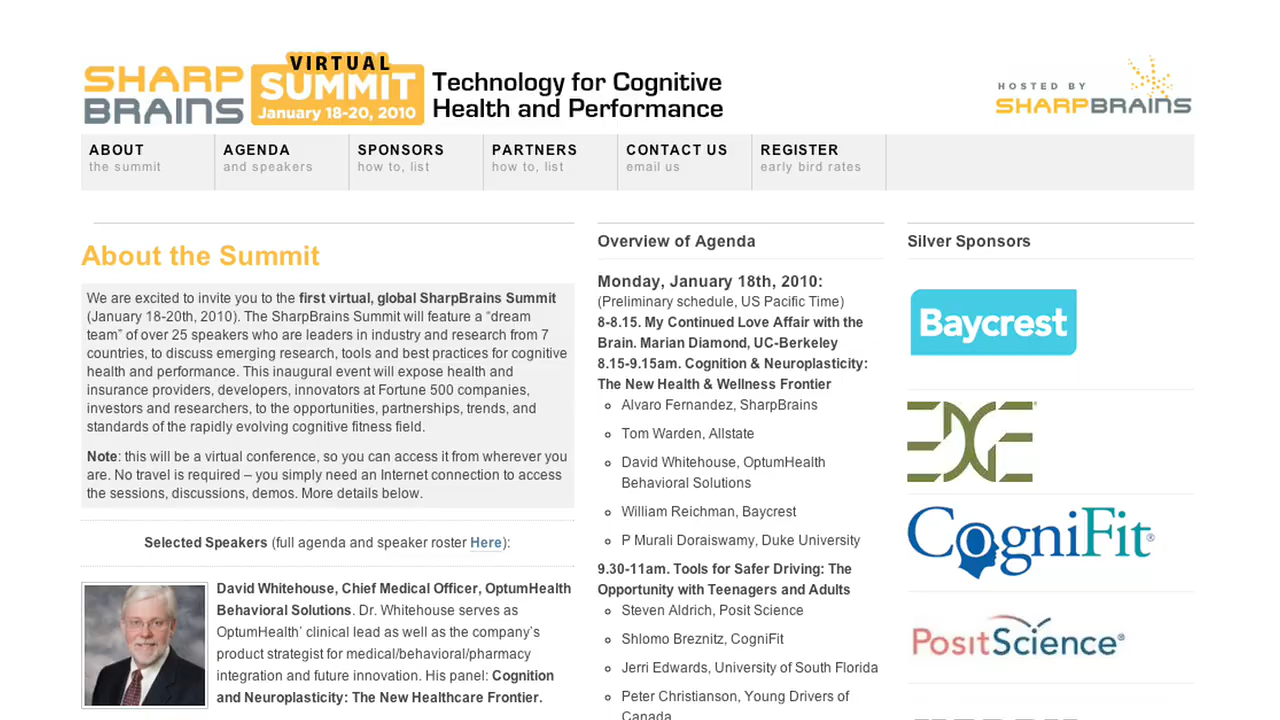 SHARP BRAINS
VIRTUAL
SUMMIT
January 18-20, 2010
Technology for Cognitive
Health and Performance
HOSTED BY
SHARPBRAINS
ABOUT
the summit
AGENDA
and speakers
SPONSORS
how to, list
PARTNERS
how to, list
CONTACT US
email us
REGISTER
early bird rates
About the Summit
We are excited to invite you to the first virtual, global SharpBrains Summit
(January 18-20th, 2010). The SharpBrains Summit will feature a "dream
team" of over 25 speakers who are leaders in industry and research from 7
countries, to discuss emerging research, tools and best practices for cognitive
health and performance. This inaugural event will expose health and
insurance providers, developers, innovators at Fortune 500 companies,
investors and researchers, to the opportunities, partnerships, trends, and
standards of the rapidly evolving cognitive fitness field.
Note: this will be a virtual conference, so you can access it from wherever you
are. No travel is required – you simply need an Internet connection to access
the sessions, discussions, demos. More details below.
Selected Speakers (full agenda and speaker roster Here):
David Whitehouse, Chief Medical Officer, OptumHealth
Behavioral Solutions. Dr. Whitehouse serves as
OptumHealth' clinical lead as well as the company's
product strategist for medical/behavioral/pharmacy
integration and future innovation. His panel: Cognition
and Neuroplasticity: The New Healthcare Frontier.
Overview of Agenda
Monday, January 18th, 2010:
(Preliminary schedule, US Pacific Time)
8-8.15. My Continued Love Affair with the
Brain. Marian Diamond, UC-Berkeley
8.15-9.15am. Cognition & Neuroplasticity:
The New Health & Wellness Frontier
Alvaro Fernandez, SharpBrains
Tom Warden, Allstate
David Whitehouse, OptumHealth
Behavioral Solutions
William Reichman, Baycrest
P Murali Doraiswamy, Duke University
9.30-11am. Tools for Safer Driving: The
Opportunity with Teenagers and Adults
Steven Aldrich, Posit Science
Shlomo Breznitz, CogniFit
Jerri Edwards, University of South Florida
Peter Christianson, Young Drivers of
Canada
Silver Sponsors
Baycrest
CogniFit®
PositScience®